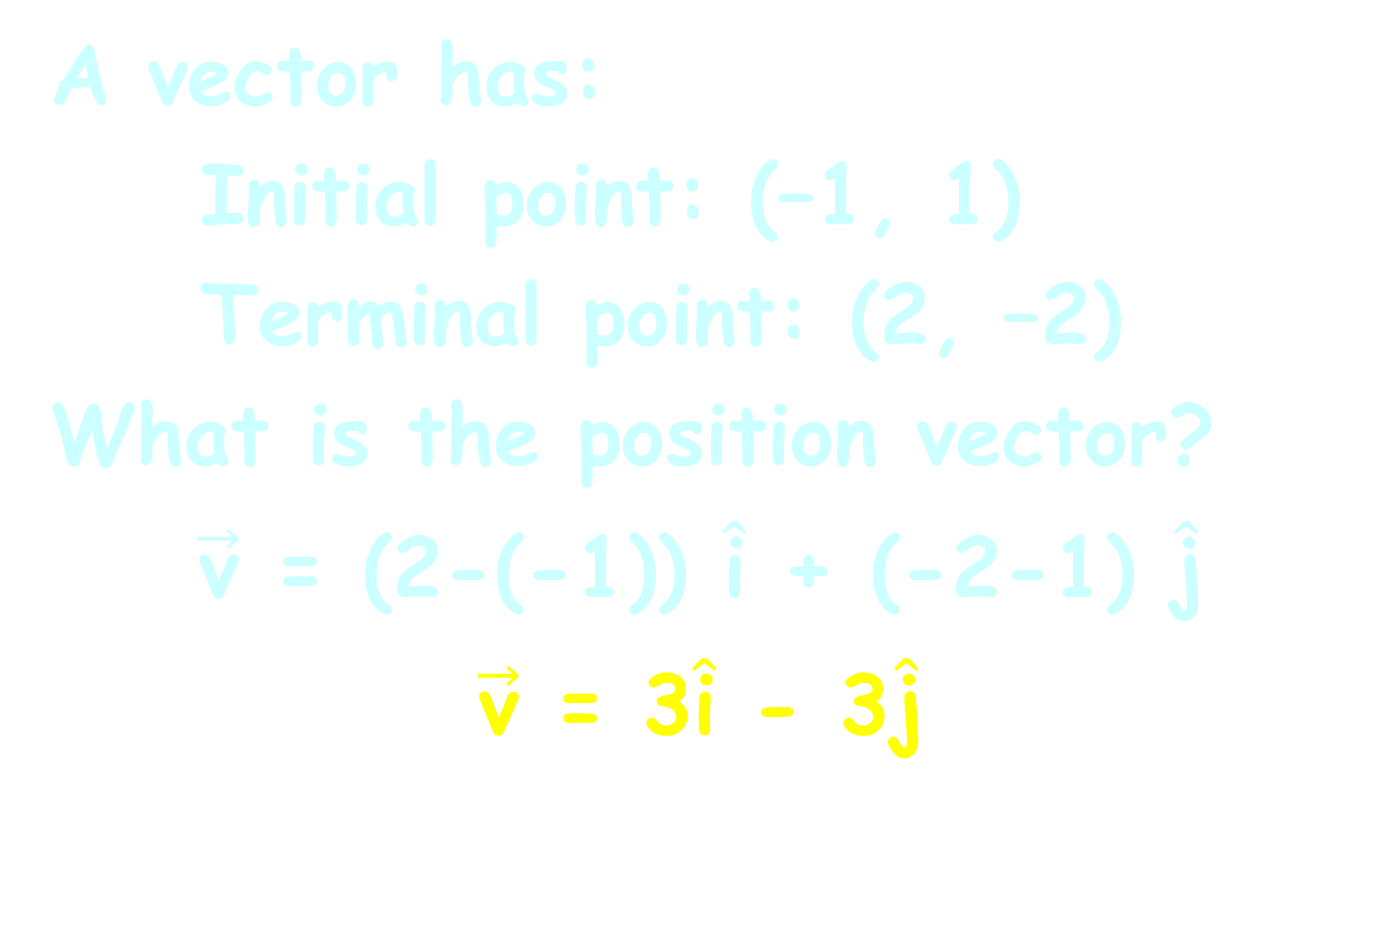 A vector has:
Initial point: (–1, 1)
Terminal point: (2, –2)
What is the position vector?
v⃗ = (2-(-1)) î + (-2-1) ĵ
v⃗ = 3î - 3ĵ